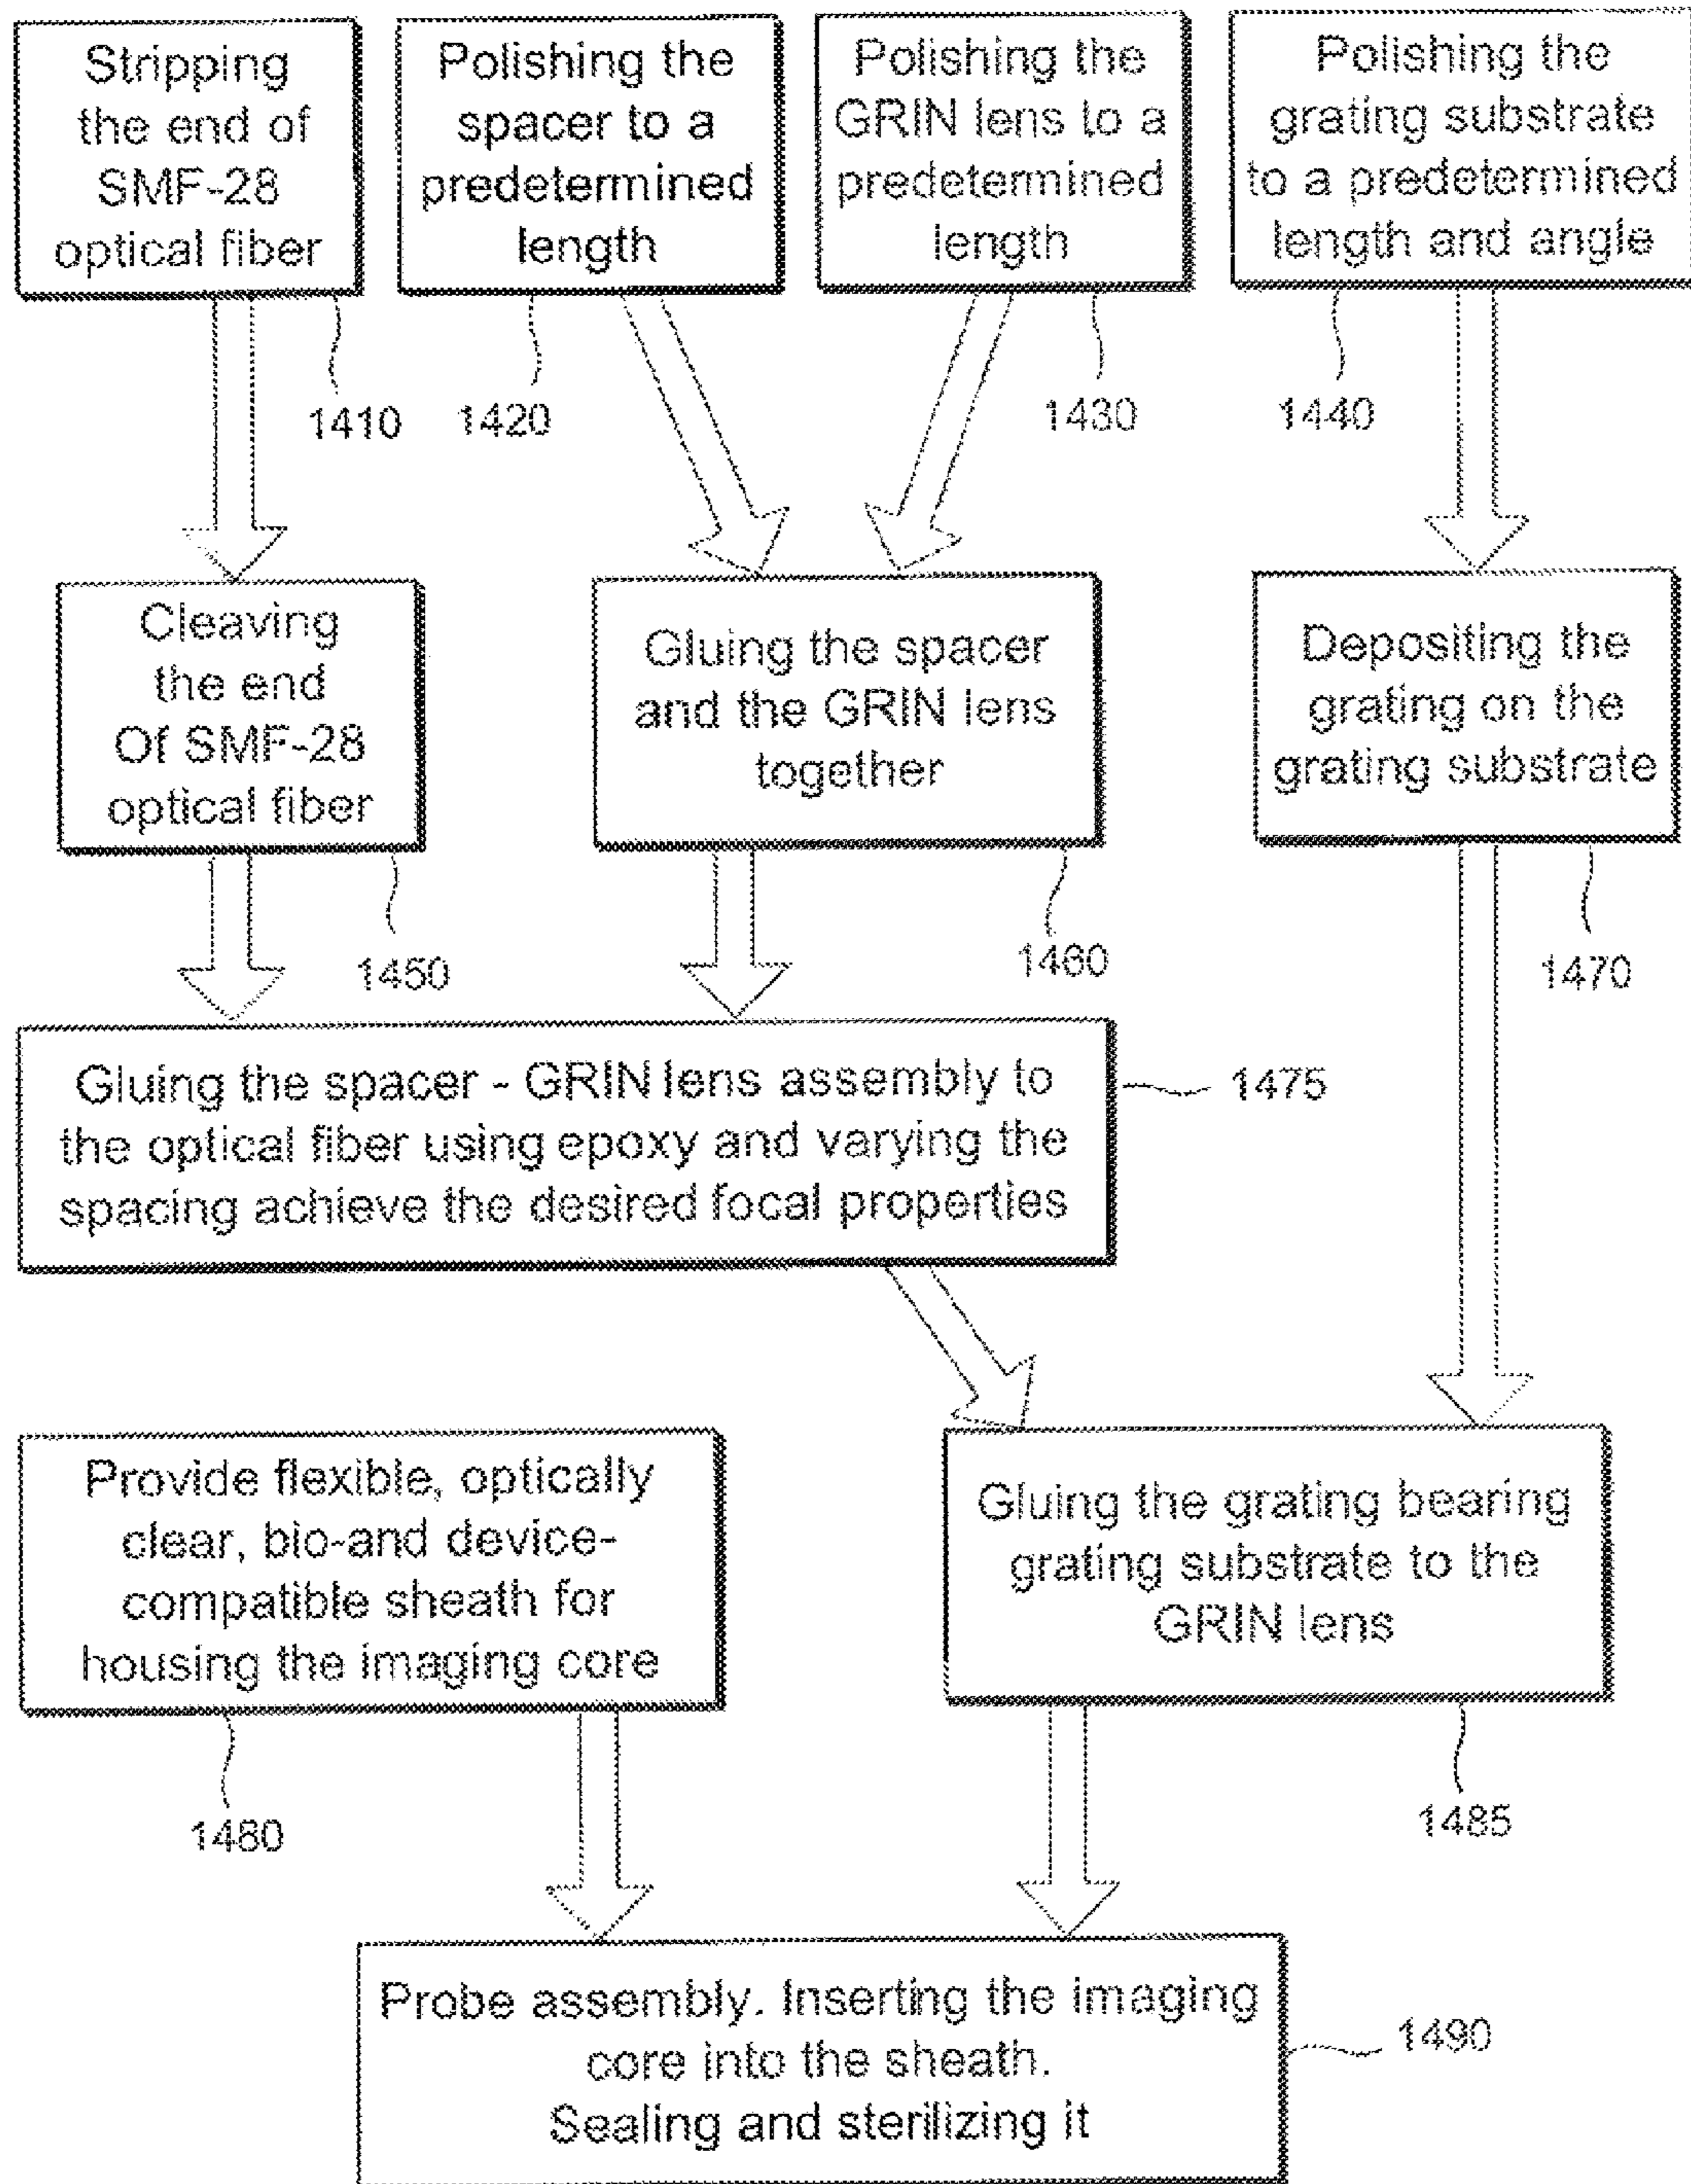 Stripping
the end of
SMF-28
optical fiber
1410
Polishing the
spacer to a
predetermined
length
1420
Polishing the
GRIN lens to a
predetermined
length
1430
Polishing the
grating substrate
to a predetermined
length and angle
1440
Cleaving
the end
Of SMF-28
optical fiber
1450
Gluing the spacer
and the GRIN lens
together
1460
Depositing the
grating on the
grating substrate
1470
Gluing the spacer - GRIN lens assembly to
the optical fiber using epoxy and varying the
spacing achieve the desired focal properties
1475
Provide flexible, optically
clear, bio-and device-
compatible sheath for
housing the imaging core
1480
Gluing the grating bearing
grating substrate to the
GRIN lens
1485
Probe assembly. Inserting the imaging
core into the sheath.
Sealing and sterilizing it
1490